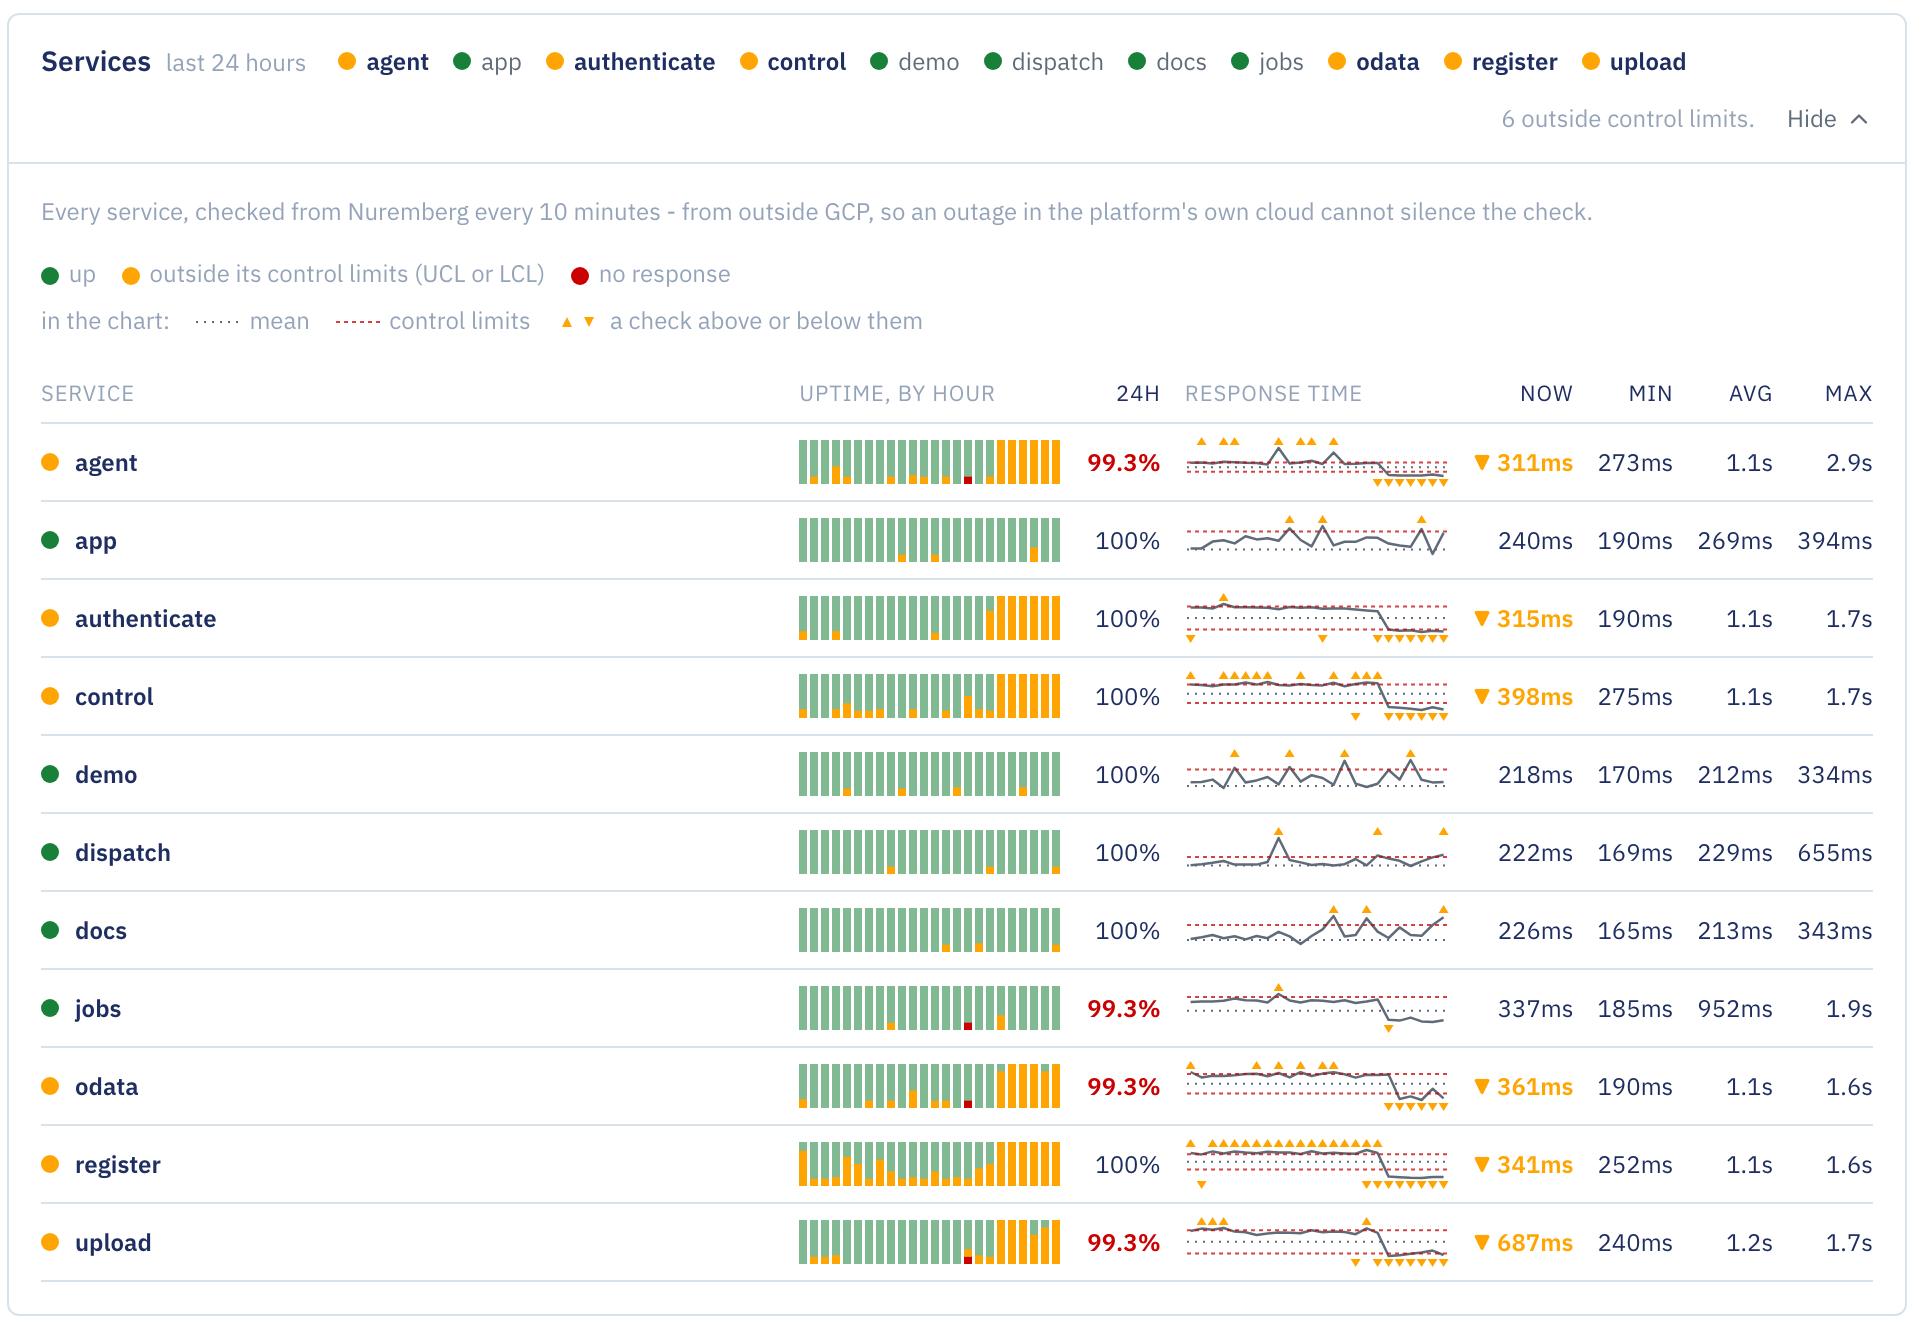 Services last 24 hours agent app authenticate control demo dispatch docs jobs odata register upload
6 outside control limits. Hide
Every service, checked from Nuremberg every 10 minutes - from outside GCP, so an outage in the platform's own cloud cannot silence the check.
up outside its control limits (UCL or LCL) no response
in the chart: mean control limits a check above or below them
SERVICE UPTIME, BY HOUR 24H RESPONSE TIME NOW MIN AVG MAX
agent 99.3% 311ms 273ms 1.1s 2.9s
app 100% 240ms 190ms 269ms 394ms
authenticate 100% 315ms 190ms 1.1s 1.7s
control 100% 398ms 275ms 1.1s 1.7s
demo 100% 218ms 170ms 212ms 334ms
dispatch 100% 222ms 169ms 229ms 655ms
docs 100% 226ms 165ms 213ms 343ms
jobs 99.3% 337ms 185ms 952ms 1.9s
odata 99.3% 361ms 190ms 1.1s 1.6s
register 100% 341ms 252ms 1.1s 1.6s
upload 99.3% 687ms 240ms 1.2s 1.7s